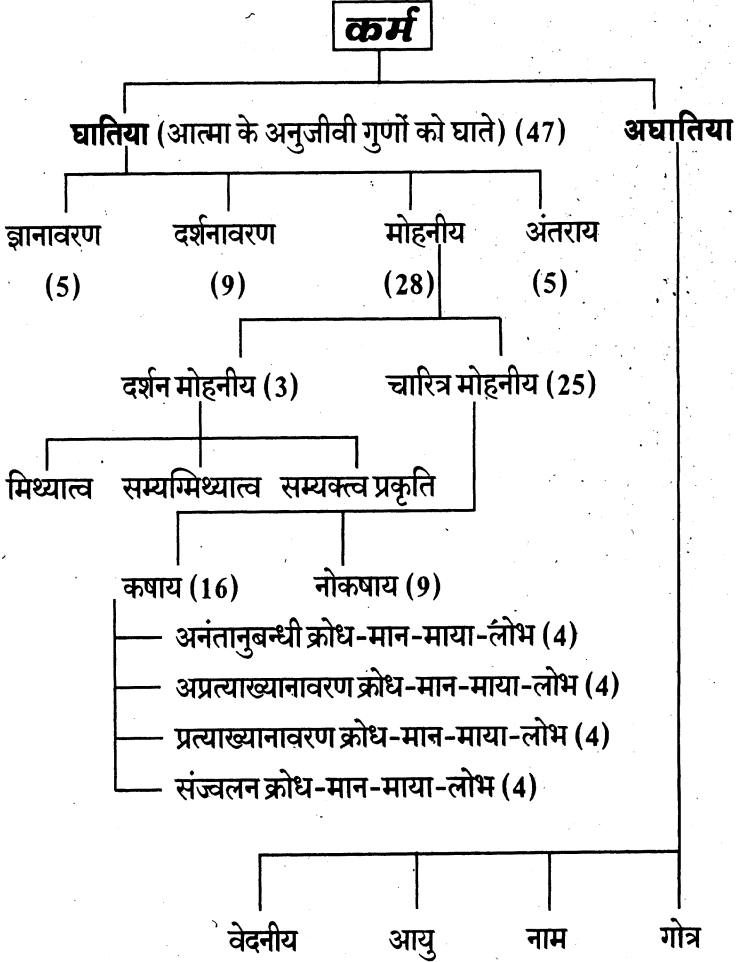 कर्म
घातिया (आत्मा के अनुजीवी गुणों को घाते) (47) अघातिया
ज्ञानावरण दर्शनावरण मोहनीय अंतराय
(5) (9) (28) (5)
दर्शन मोहनीय (3) चारित्र मोहनीय (25)
मिथ्यात्व सम्यग्मिथ्यात्व सम्यक्त्व प्रकृति
कषाय (16) नोकषाय (9)
अनंतानुबन्धी क्रोध-मान-माया-लोभ (4)
अप्रत्याख्यानावरण क्रोध-मान-माया-लोभ (4)
प्रत्याख्यानावरण क्रोध-मान-माया-लोभ (4)
संज्वलन क्रोध-मान-माया-लोभ (4)
वेदनीय आयु नाम गोत्र